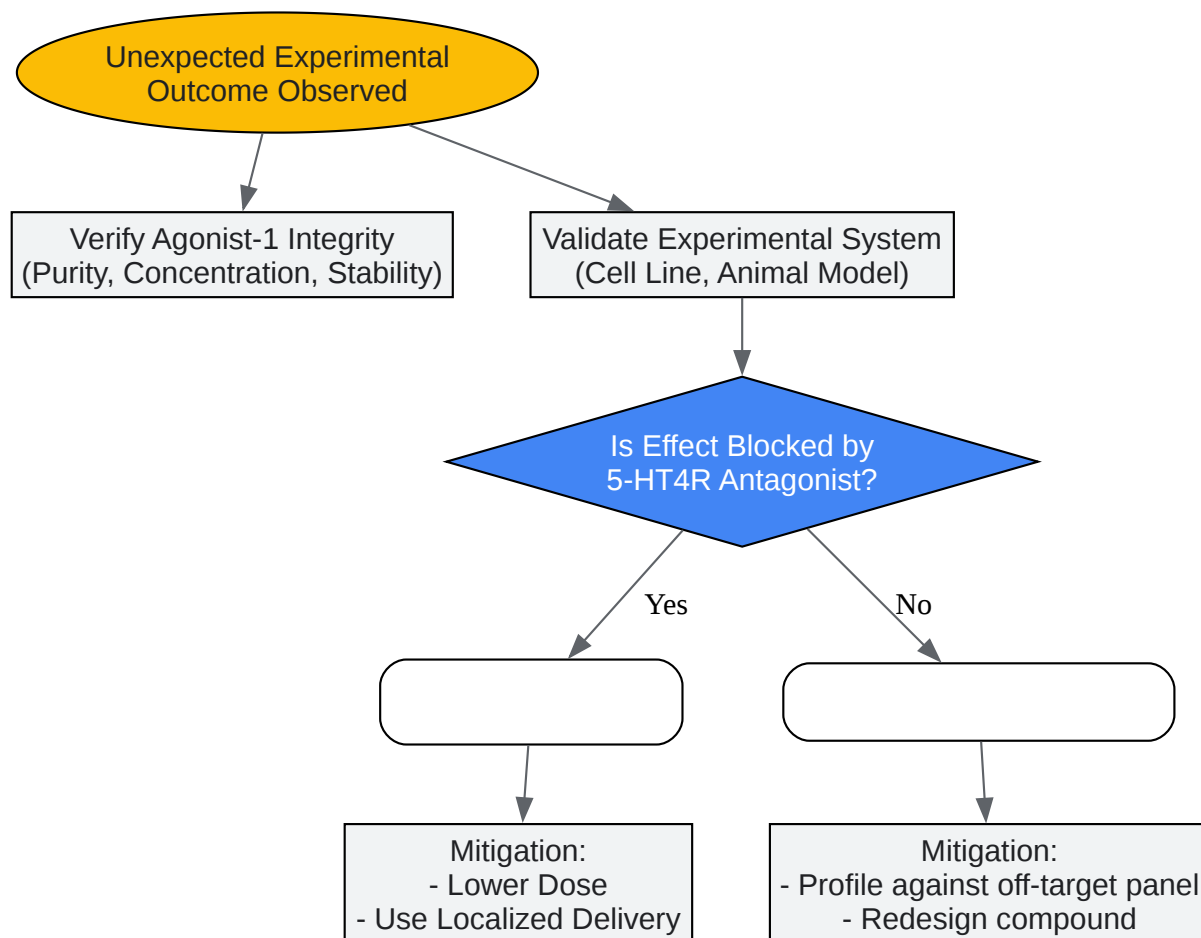 Unexpected Experimental
Outcome Observed
Verify Agonist-1 Integrity
(Purity, Concentration, Stability)
Validate Experimental System
(Cell Line, Animal Model)
Is Effect Blocked by
5-HT4R Antagonist?
Yes
No
Mitigation:
- Lower Dose
- Use Localized Delivery
Mitigation:
- Profile against off-target panel
- Redesign compound